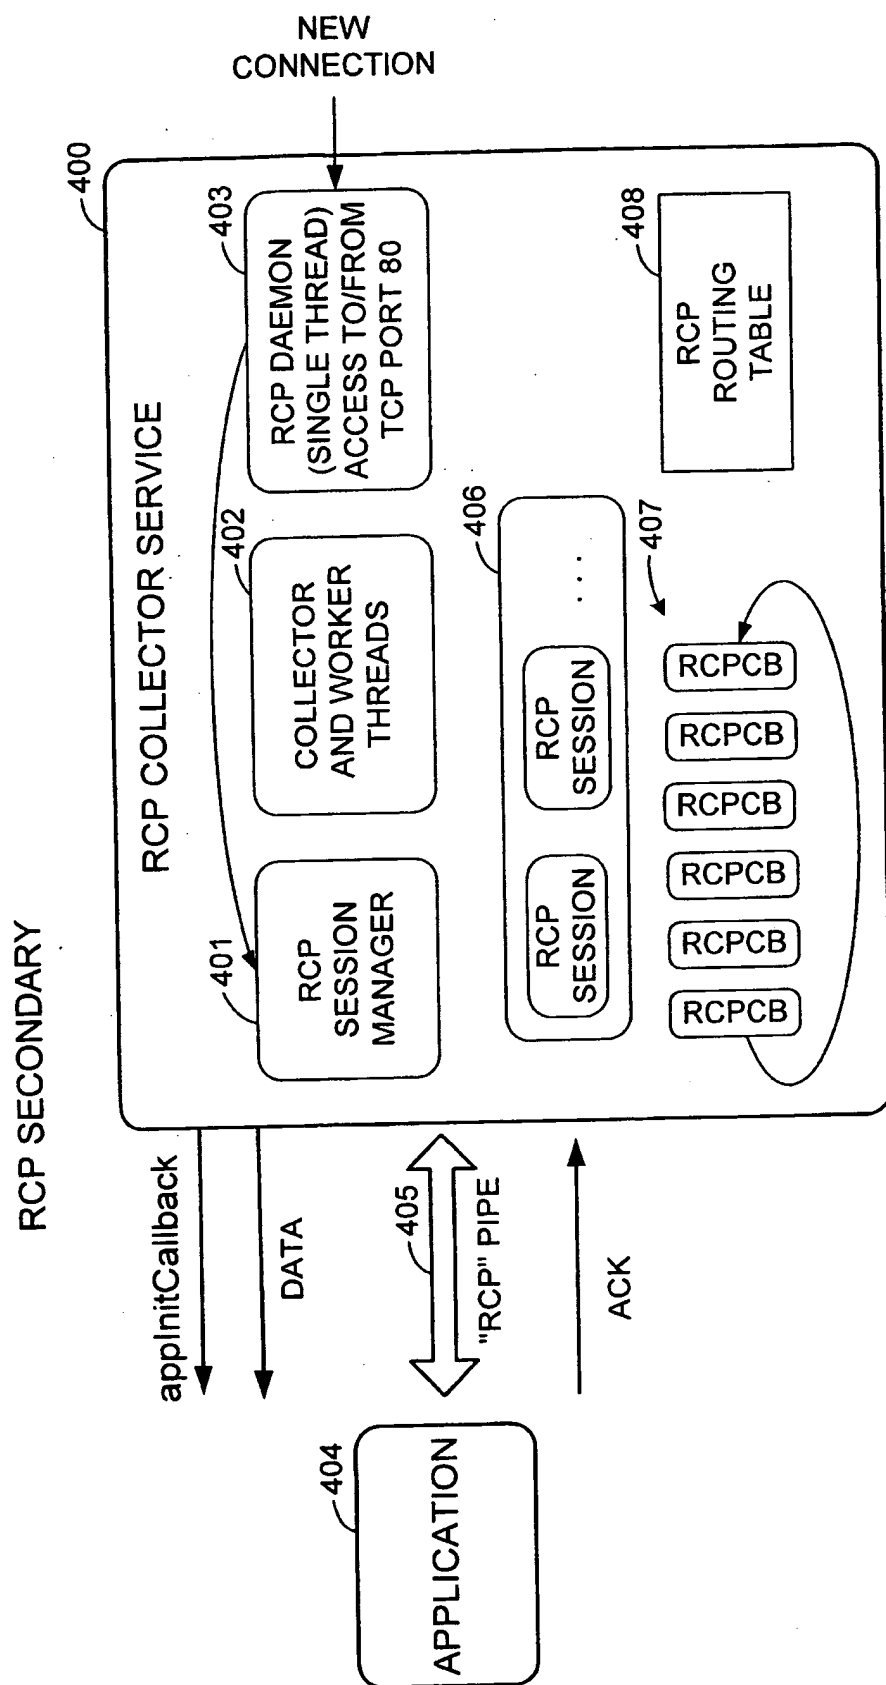 RCP SECONDARY
400
RCP COLLECTOR SERVICE
NEW
CONNECTION
401
RCP
SESSION
MANAGER
402
COLLECTOR
AND WORKER
THREADS
403
RCP DAEMON
(SINGLE THREAD)
ACCESS TO/FROM
TCP PORT 80
appInitCallback
DATA
404
APPLICATION
405
"RCP" PIPE
ACK
406
RCP
SESSION
RCP
SESSION
. . .
407
RCPCB
RCPCB
RCPCB
RCPCB
RCPCB
RCPCB
408
RCP
ROUTING
TABLE